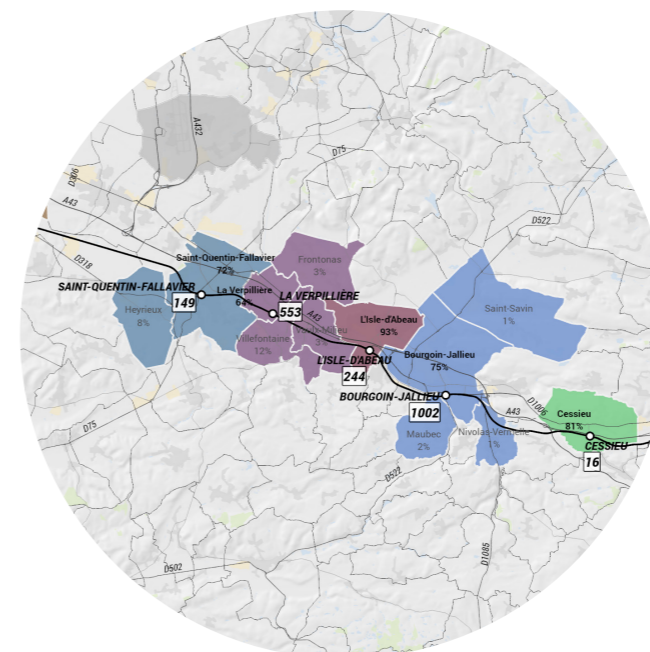 A432
D306
D75
A43
D522
D318
Saint-Quentin-Fallavier
72%
Frontonas
3%
SAINT-QUENTIN-FALLAVIER
149
La Verpillière
64%
LA VERPILLIÈRE
553
Heyrieux
8%
A43
L'Isle-d'Abeau
93%
Saint-Savin
1%
Villefontaine
12%
3%
L'ISLE-D'ABEAU
244
Bourgoin-Jallieu
75%
BOURGOIN-JALLIEU
1002
A43
D1006
Cessieu
81%
CESSIEU
16
D75
Maubec
2%
Nivolas-Vermelle
1%
D522
D1085
D502